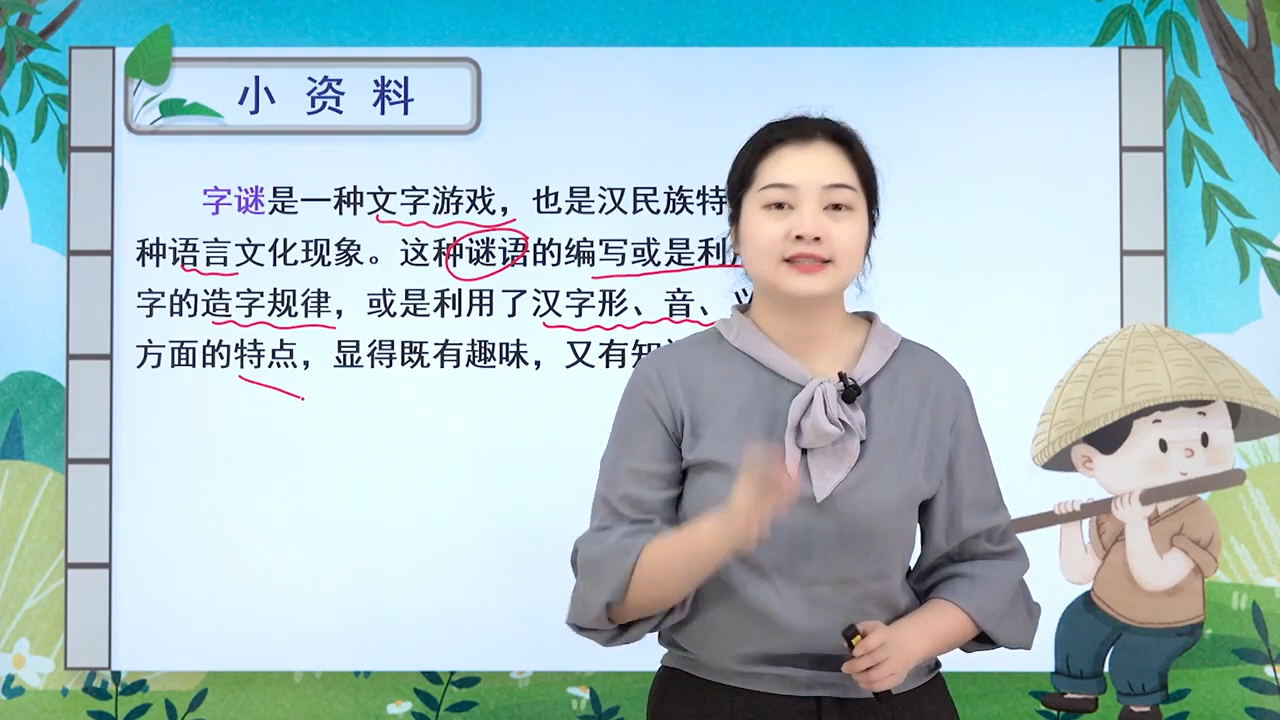 小资料
字谜是一种文字游戏，也是汉民族特
种语言文化现象。这种谜语的编写或是利
字的造字规律，或是利用了汉字形、音、
方面的特点，显得既有趣味，又有知